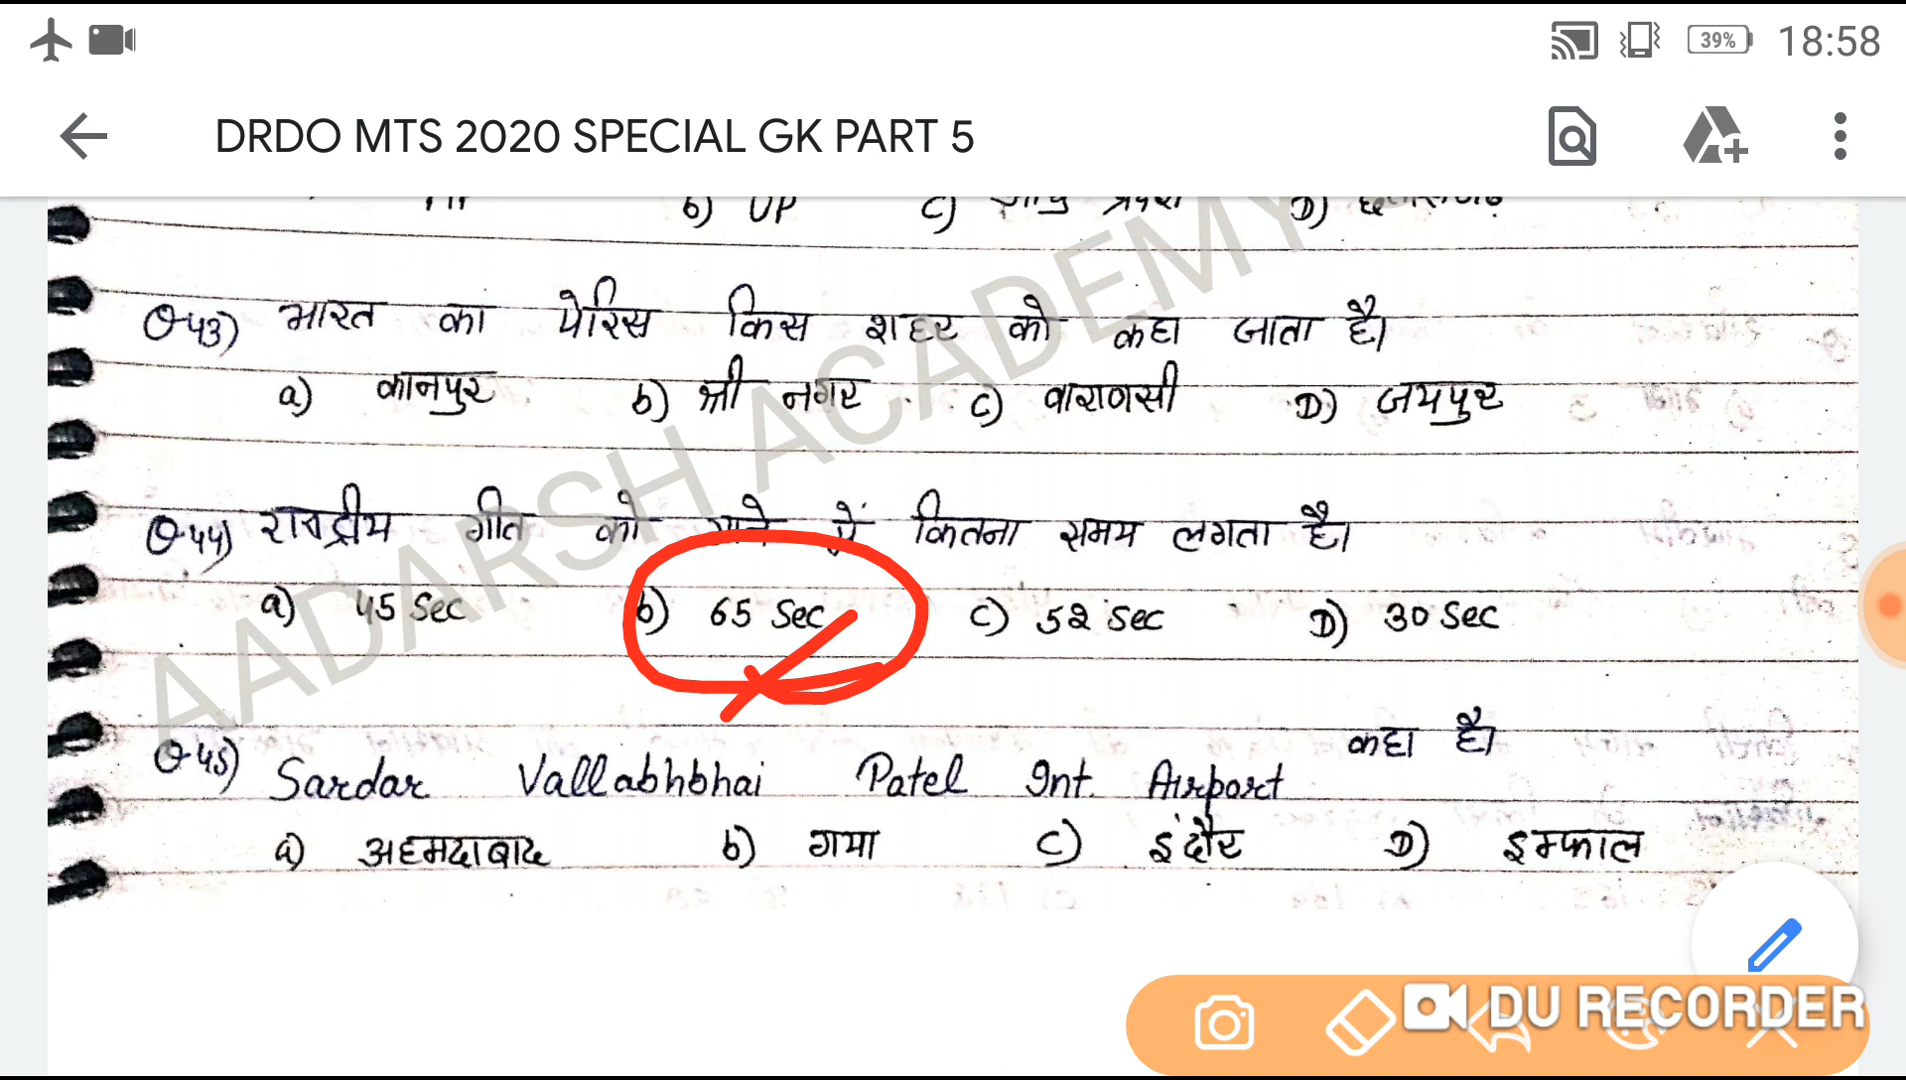 39% 18:58
DRDO MTS 2020 SPECIAL GK PART 5
b) UP c) D)
Q43) भारत का पेरिस किस शहर को कहा जाता है।
a) कानपुर b) श्री नगर c) वाराणसी D) जयपुर
Q44) राष्ट्रीय गीत को गाने में कितना समय लगता है।
a) 45 Sec b) 65 Sec C) 52 Sec D) 30 Sec
Q45) Sardar Vallabhbhai Patel Int. Airport कहा है।
a) अहमदाबाद b) गया C) इंदौर D) इम्फाल
AADARSH ACADEMY
DU RECORDER